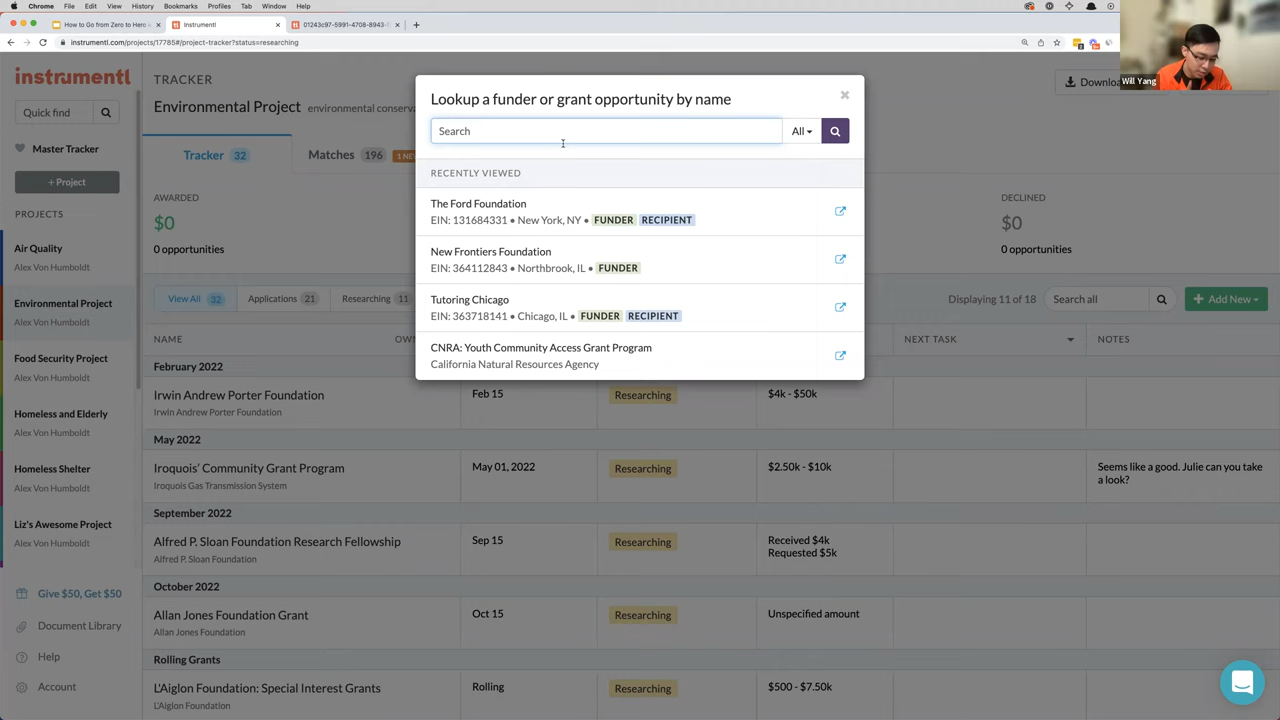 Chrome File Edit View History Bookmarks Profiles Tab Window Help
How to Go from Zero to Hero
Instrumentl
01243c97-5991-4708-8943-
instrumentl.com/projects/17785#/project-tracker?status=researching
Will Yang
instrumentl
Quick find
Master Tracker
+ Project
PROJECTS
Air Quality
Alex Von Humboldt
Environmental Project
Alex Von Humboldt
Food Security Project
Alex Von Humboldt
Homeless and Elderly
Alex Von Humboldt
Homeless Shelter
Alex Von Humboldt
Liz's Awesome Project
Alex Von Humboldt
Give $50, Get $50
Document Library
Help
Account
TRACKER
Environmental Project environmental conserva
Downloa
Tracker 32
Matches 196 1 NEW
AWARDED
$0
0 opportunities
DECLINED
$0
0 opportunities
View All 32 Applications 21 Researching 11
Displaying 11 of 18 Search all + Add New
Lookup a funder or grant opportunity by name
Search All
RECENTLY VIEWED
The Ford Foundation
EIN: 131684331 • New York, NY • FUNDER RECIPIENT
New Frontiers Foundation
EIN: 364112843 • Northbrook, IL • FUNDER
Tutoring Chicago
EIN: 363718141 • Chicago, IL • FUNDER RECIPIENT
CNRA: Youth Community Access Grant Program
California Natural Resources Agency
NAME OW NEXT TASK NOTES
February 2022
Irwin Andrew Porter Foundation Feb 15 Researching $4k - $50k
Irwin Andrew Porter Foundation
May 2022
Iroquois' Community Grant Program May 01, 2022 Researching $2.50k - $10k Seems like a good. Julie can you take
Iroquois Gas Transmission System a look?
September 2022
Alfred P. Sloan Foundation Research Fellowship Sep 15 Researching Received $4k
Alfred P. Sloan Foundation Requested $5k
October 2022
Allan Jones Foundation Grant Oct 15 Researching Unspecified amount
Allan Jones Foundation
Rolling Grants
L'Aiglon Foundation: Special Interest Grants Rolling Researching $500 - $7.50k
L'Aiglon Foundation